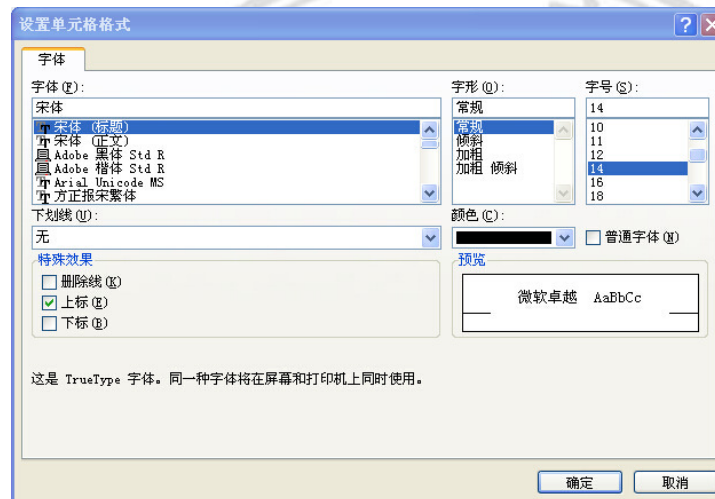 设置单元格格式
字体
字体(F): 字形(O): 字号(S):
宋体 常规 14
宋体 (标题) 常规 10
宋体 (正文) 倾斜 11
Adobe 黑体 Std R 加粗 12
Adobe 楷体 Std R 加粗 倾斜 14
Arial Unicode MS 16
方正报宋繁体 18
下划线(U): 颜色(C):
无 普通字体(N)
特殊效果 预览
删除线(K)
上标(E) 微软卓越 AaBbCc
下标(B)
这是 TrueType 字体。同一种字体将在屏幕和打印机上同时使用。
确定 取消